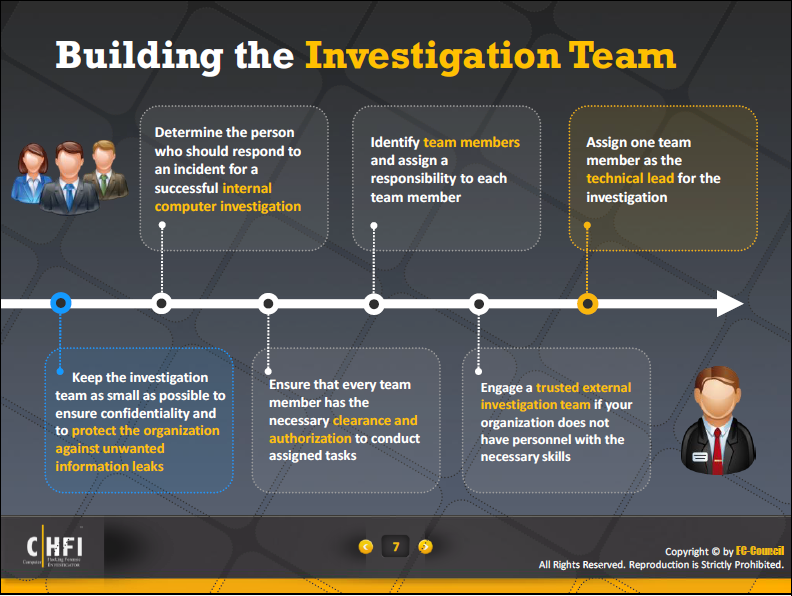 Building the Investigation Team
Determine the person
who should respond to
an incident for a
successful internal
computer investigation
Identify team members
and assign a
responsibility to each
team member
Assign one team
member as the
technical lead for the
investigation
Keep the investigation
team as small as possible to
ensure confidentiality and
to protect the organization
against unwanted
information leaks
Ensure that every team
member has the
necessary clearance and
authorization to conduct
assigned tasks
Engage a trusted external
investigation team if your
organization does not
have personnel with the
necessary skills
CHFI
Computer Hacking Forensic
INVESTIGATOR
7
Copyright © by EC-Council
All Rights Reserved. Reproduction is Strictly Prohibited.